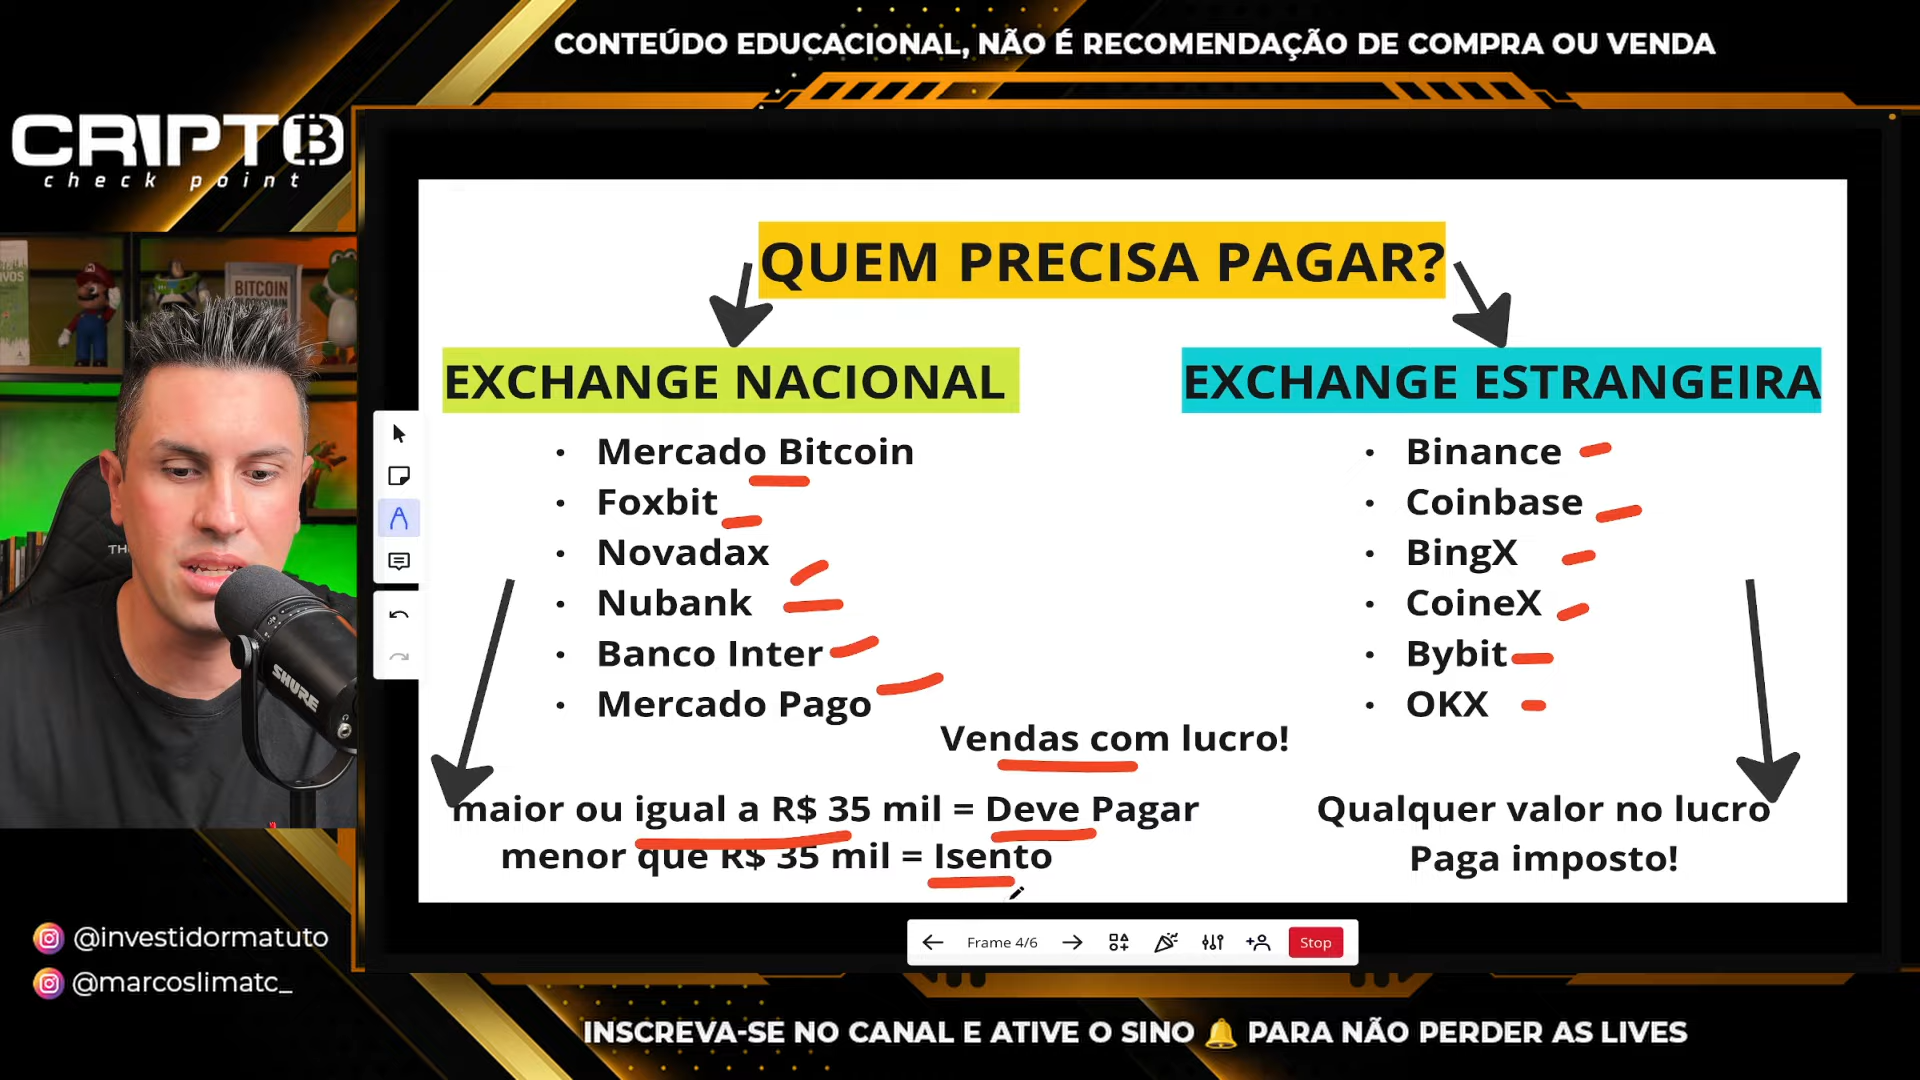 CONTEÚDO EDUCACIONAL, NÃO É RECOMENDAÇÃO DE COMPRA OU VENDA
CRIPTO
check point
BITCOIN
QUEM PRECISA PAGAR?
EXCHANGE NACIONAL
Mercado Bitcoin
Foxbit
Novadax
Nubank
Banco Inter
Mercado Pago
EXCHANGE ESTRANGEIRA
Binance
Coinbase
BingX
CoineX
Bybit
OKX
Vendas com lucro!
maior ou igual a R$ 35 mil = Deve Pagar
menor que R$ 35 mil = Isento
Qualquer valor no lucro
Paga imposto!
SHURE
Frame 4/6
Stop
@investidormatuto
@marcoslimatc_
INSCREVA-SE NO CANAL E ATIVE O SINO 🔔 PARA NÃO PERDER AS LIVES